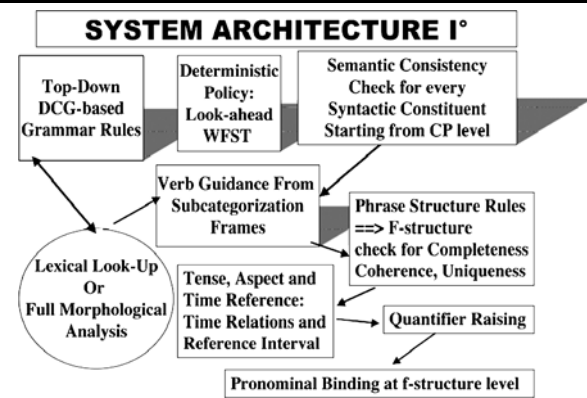 SYSTEM ARCHITECTURE I°
Top-Down
DCG-based
Grammar Rules
Deterministic
Policy:
Look-ahead
WFST
Semantic Consistency
Check for every
Syntactic Constituent
Starting from CP level
Verb Guidance From
Subcategorization
Frames
Phrase Structure Rules
==> F-structure
check for Completeness
Coherence, Uniqueness
Lexical Look-Up
Or
Full Morphological
Analysis
Tense, Aspect and
Time Reference:
Time Relations and
Reference Interval
Quantifier Raising
Pronominal Binding at f-structure level